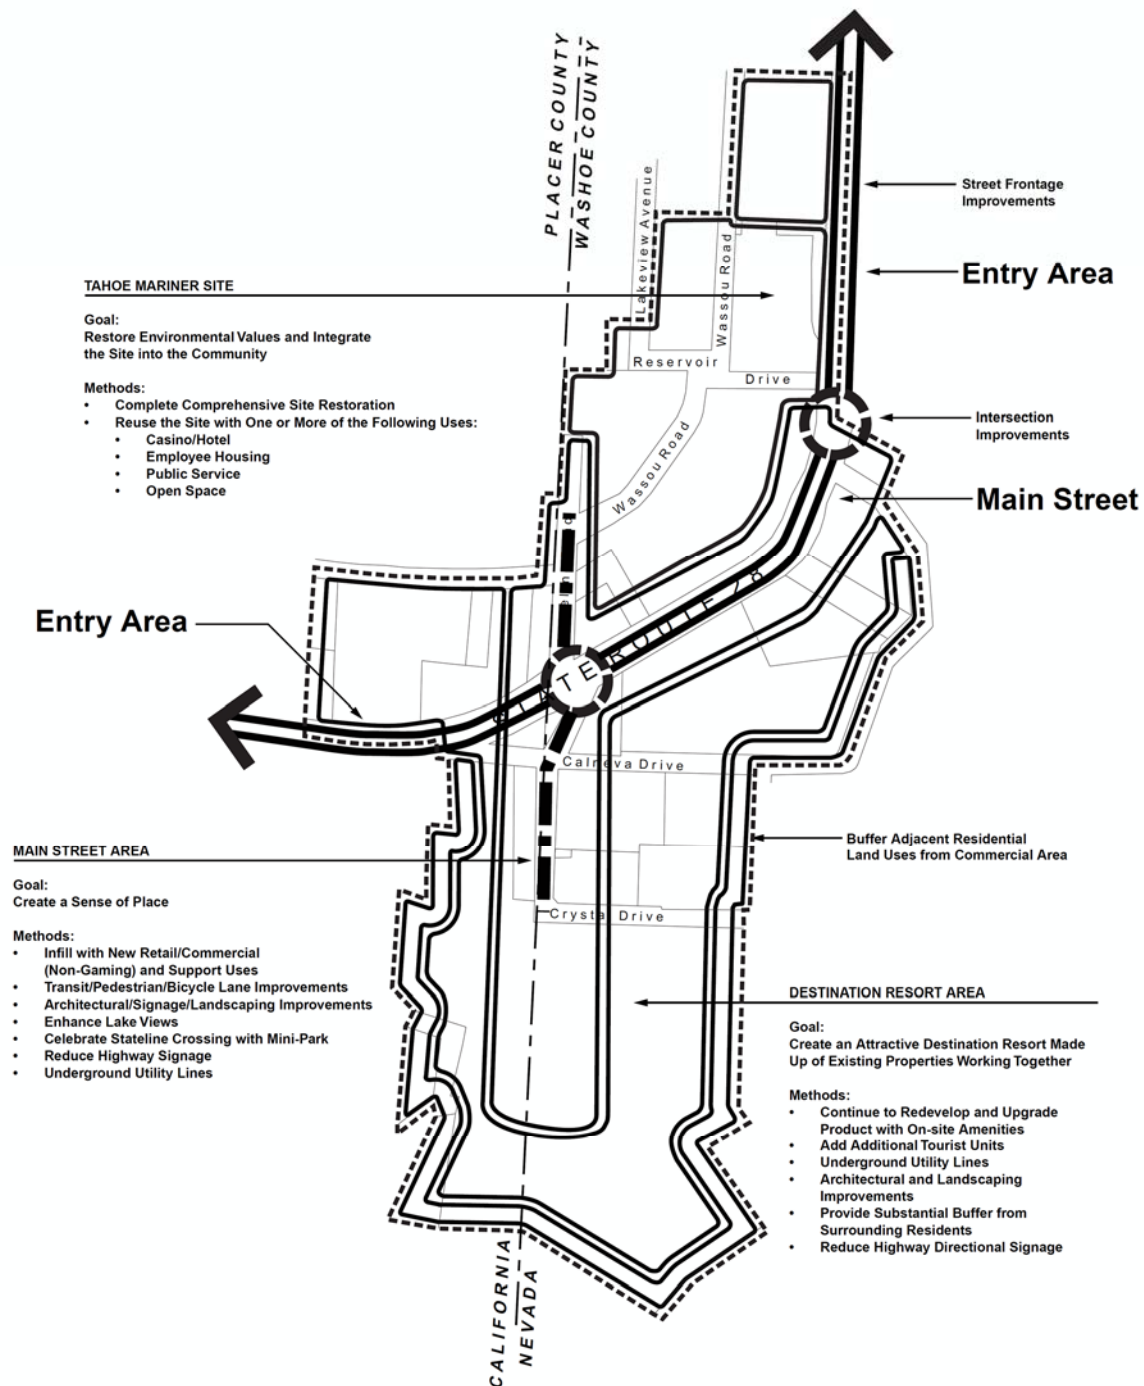 PLACER COUNTY
WASHOE COUNTY
Lakeview Avenue
Wassou Road
Street Frontage
Improvements
Entry Area
TAHOE MARINER SITE
Goal:
Restore Environmental Values and Integrate
the Site into the Community
Methods:
• Complete Comprehensive Site Restoration
• Reuse the Site with One or More of the Following Uses:
• Casino/Hotel
• Employee Housing
• Public Service
• Open Space
Reservoir
Drive
Intersection
Improvements
Wassou Road
Main Street
Entry Area
STATE ROUTE 28
Calneva Drive
Buffer Adjacent Residential
Land Uses from Commercial Area
MAIN STREET AREA
Goal:
Create a Sense of Place
Methods:
• Infill with New Retail/Commercial
(Non-Gaming) and Support Uses
• Transit/Pedestrian/Bicycle Lane Improvements
• Architectural/Signage/Landscaping Improvements
• Enhance Lake Views
• Celebrate Stateline Crossing with Mini-Park
• Reduce Highway Signage
• Underground Utility Lines
Crystal Drive
DESTINATION RESORT AREA
Goal:
Create an Attractive Destination Resort Made
Up of Existing Properties Working Together
Methods:
• Continue to Redevelop and Upgrade
Product with On-site Amenities
• Add Additional Tourist Units
• Underground Utility Lines
• Architectural and Landscaping
Improvements
• Provide Substantial Buffer from
Surrounding Residents
• Reduce Highway Directional Signage
CALIFORNIA
NEVADA